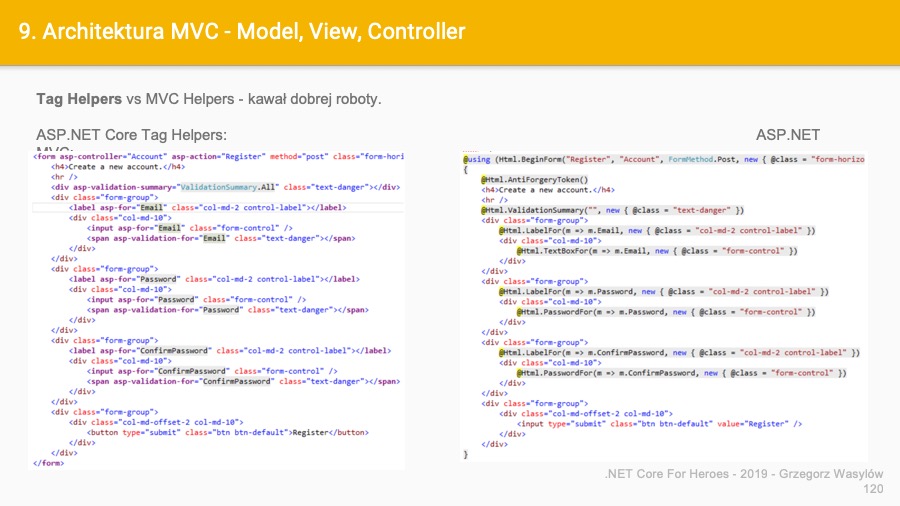 9. Architektura MVC - Model, View, Controller
Tag Helpers vs MVC Helpers - kawał dobrej roboty.
ASP.NET Core Tag Helpers:
ASP.NET
MVC:
<form asp-controller="Account" asp-action="Register" method="post" class="form-hori
<h4>Create a new account.</h4>
<hr />
<div asp-validation-summary="ValidationSummary.All" class="text-danger"></div>
<div class="form-group">
<label asp-for="Email" class="col-md-2 control-label"></label>
<div class="col-md-10">
<input asp-for="Email" class="form-control" />
<span asp-validation-for="Email" class="text-danger"></span>
</div>
</div>
<div class="form-group">
<label asp-for="Password" class="col-md-2 control-label"></label>
<div class="col-md-10">
<input asp-for="Password" class="form-control" />
<span asp-validation-for="Password" class="text-danger"></span>
</div>
</div>
<div class="form-group">
<label asp-for="ConfirmPassword" class="col-md-2 control-label"></label>
<div class="col-md-10">
<input asp-for="ConfirmPassword" class="form-control" />
<span asp-validation-for="ConfirmPassword" class="text-danger"></span>
</div>
</div>
<div class="form-group">
<div class="col-md-offset-2 col-md-10">
<button type="submit" class="btn btn-default">Register</button>
</div>
</div>
</form>
@using (Html.BeginForm("Register", "Account", FormMethod.Post, new { @class = "form-horizo
{
@Html.AntiForgeryToken()
<h4>Create a new account.</h4>
<hr />
@Html.ValidationSummary("", new { @class = "text-danger" })
<div class="form-group">
@Html.LabelFor(m => m.Email, new { @class = "col-md-2 control-label" })
<div class="col-md-10">
@Html.TextBoxFor(m => m.Email, new { @class = "form-control" })
</div>
</div>
<div class="form-group">
@Html.LabelFor(m => m.Password, new { @class = "col-md-2 control-label" })
<div class="col-md-10">
@Html.PasswordFor(m => m.Password, new { @class = "form-control" })
</div>
</div>
<div class="form-group">
@Html.LabelFor(m => m.ConfirmPassword, new { @class = "col-md-2 control-label" })
<div class="col-md-10">
@Html.PasswordFor(m => m.ConfirmPassword, new { @class = "form-control" })
</div>
</div>
<div class="form-group">
<div class="col-md-offset-2 col-md-10">
<input type="submit" class="btn btn-default" value="Register" />
</div>
</div>
}
.NET Core For Heroes - 2019 - Grzegorz Wasylów
120